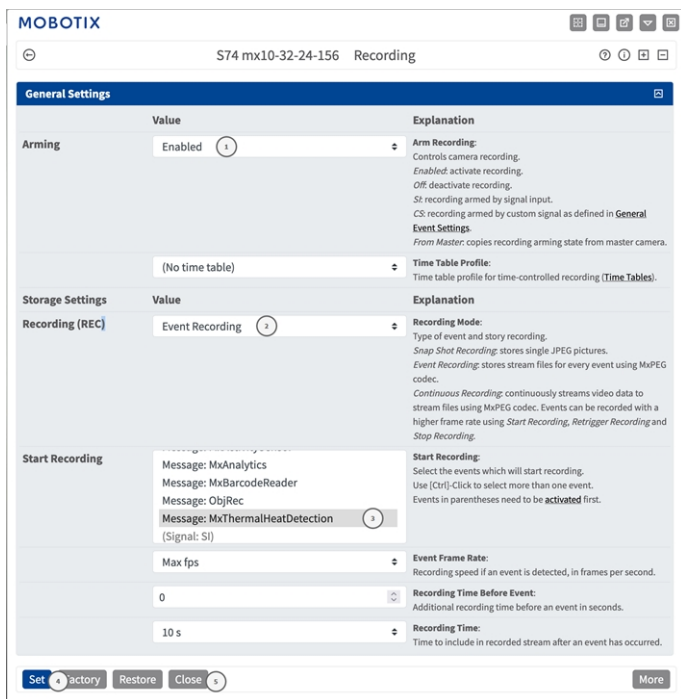 MOBOTIX
S74 mx10-32-24-156 Recording
General Settings
Value Explanation
Arming
Enabled 1
Arm Recording:
Controls camera recording.
Enabled: activate recording.
Off: deactivate recording.
SI: recording armed by signal input.
CS: recording armed by custom signal as defined in General
Event Settings.
From Master: copies recording arming state from master camera.
(No time table)
Time Table Profile:
Time table profile for time-controlled recording (Time Tables).
Storage Settings Value Explanation
Recording (REC)
Event Recording 2
Recording Mode:
Type of event and story recording.
Snap Shot Recording: stores single JPEG pictures.
Event Recording: stores stream files for every event using MxPEG
codec.
Continuous Recording: continuously streams video data to
stream files using MxPEG codec. Events can be recorded with a
higher frame rate using Start Recording, Retrigger Recording and
Stop Recording.
Start Recording
Message: MxAnalytics
Message: MxBarcodeReader
Message: ObjRec
Message: MxThermalHeatDetection 3
(Signal: SI)
Start Recording:
Select the events which will start recording.
Use [Ctrl]-Click to select more than one event.
Events in parentheses need to be activated first.
Max fps
Event Frame Rate:
Recording speed if an event is detected, in frames per second.
0
Recording Time Before Event:
Additional recording time before an event in seconds.
10 s
Recording Time:
Time to include in recorded stream after an event has occurred.
Set 4 actory Restore Close 5 More